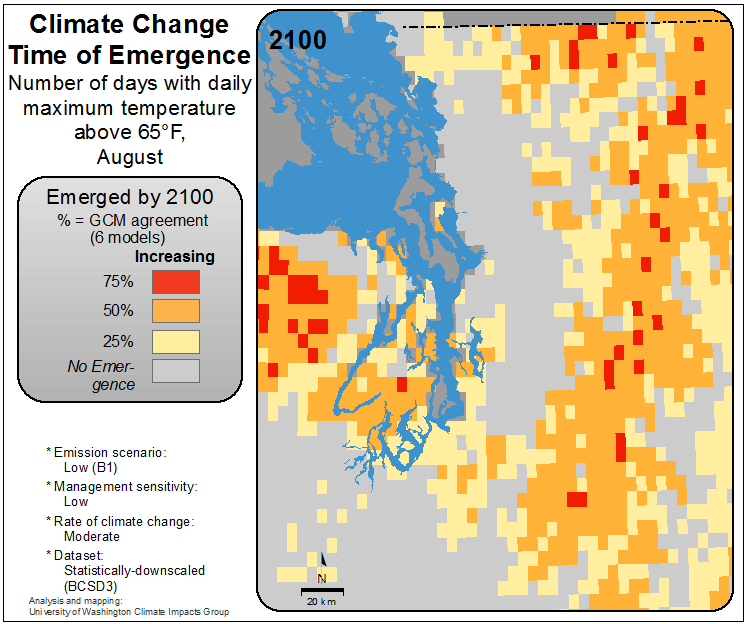 Climate Change
Time of Emergence
Number of days with daily
maximum temperature
above 65°F,
August
Emerged by 2100
% = GCM agreement
(6 models)
Increasing
75%
50%
25%
No Emer-
gence
* Emission scenario:
Low (B1)
* Management sensitivity:
Low
* Rate of climate change:
Moderate
* Dataset:
Statistically-downscaled
(BCSD3)
Analysis and mapping:
University of Washington Climate Impacts Group
2100
N
20 km